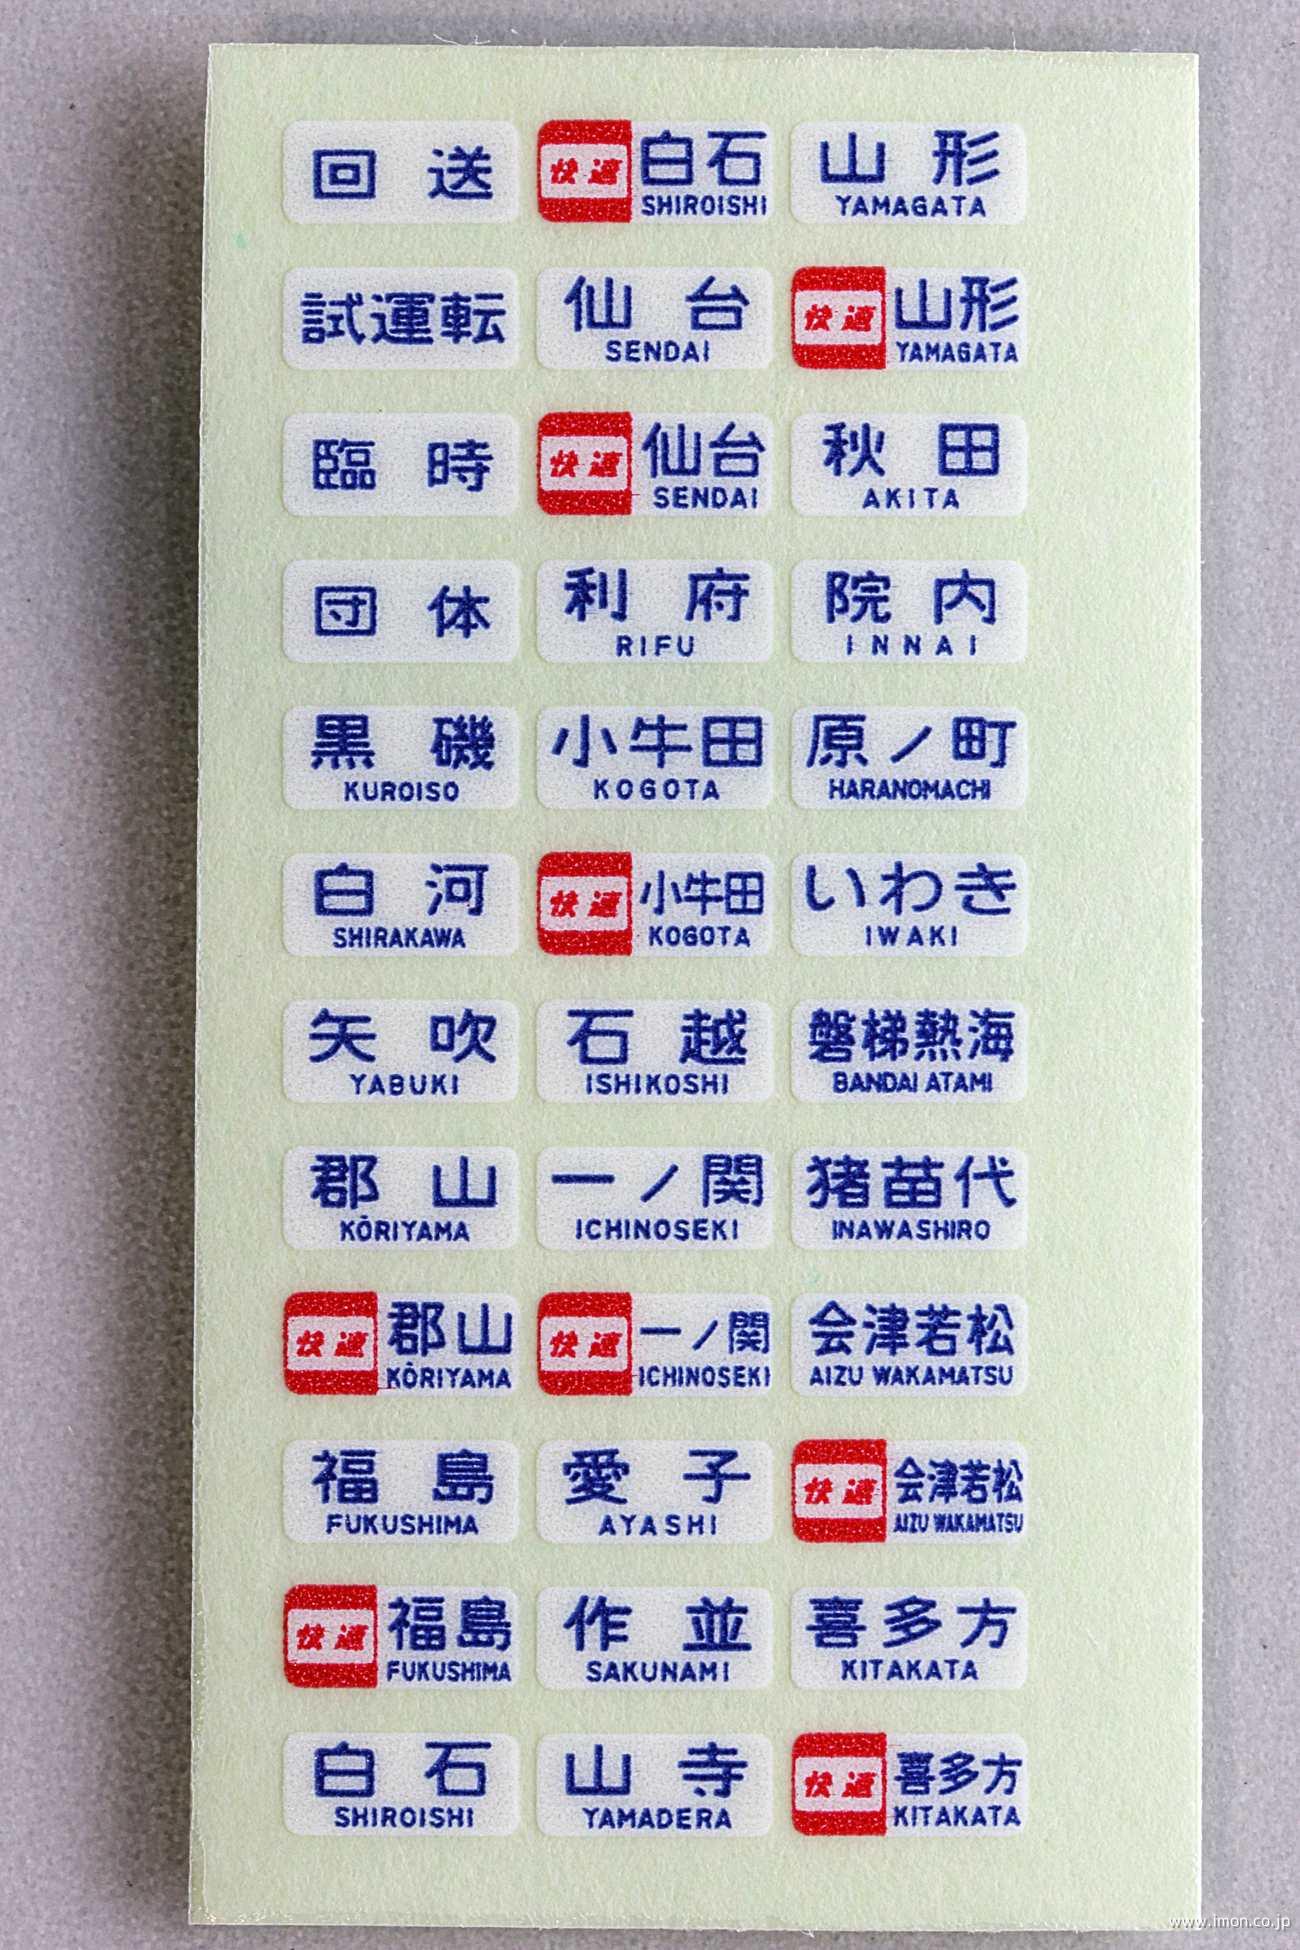 回送
試運転
臨時
団体
黒磯
KUROISO
白河
SHIRAKAWA
矢吹
YABUKI
郡山
KŌRIYAMA
快速
郡山
KŌRIYAMA
福島
FUKUSHIMA
快速
福島
FUKUSHIMA
白石
SHIROISHI
快速
白石
SHIROISHI
仙台
SENDAI
快速
仙台
SENDAI
利府
RIFU
小牛田
KOGOTA
快速
小牛田
KOGOTA
石越
ISHIKOSHI
一ノ関
ICHINOSEKI
快速
一ノ関
ICHINOSEKI
愛子
AYASHI
作並
SAKUNAMI
山寺
YAMADERA
山形
YAMAGATA
快速
山形
YAMAGATA
秋田
AKITA
院内
INNAI
原ノ町
HARANOMACHI
いわき
IWAKI
磐梯熱海
BANDAI ATAMI
猪苗代
INAWASHIRO
会津若松
AIZU WAKAMATSU
快速
会津若松
AIZU WAKAMATSU
喜多方
KITAKATA
快速
喜多方
KITAKATA
www.imon.co.jp